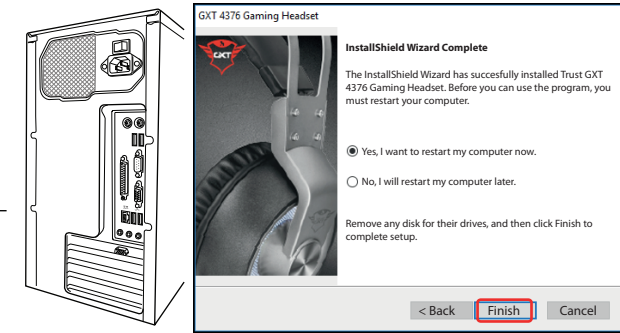 GXT 4376 Gaming Headset
GXT
InstallShield Wizard Complete
The InstallShield Wizard has succesfully installed Trust GXT
4376 Gaming Headset. Before you can use the program, you
must restart your computer.
Yes, I want to restart my computer now.
No, I will restart my computer later.
Remove any disk for their drives, and then click Finish to
complete setup.
< Back
Finish
Cancel